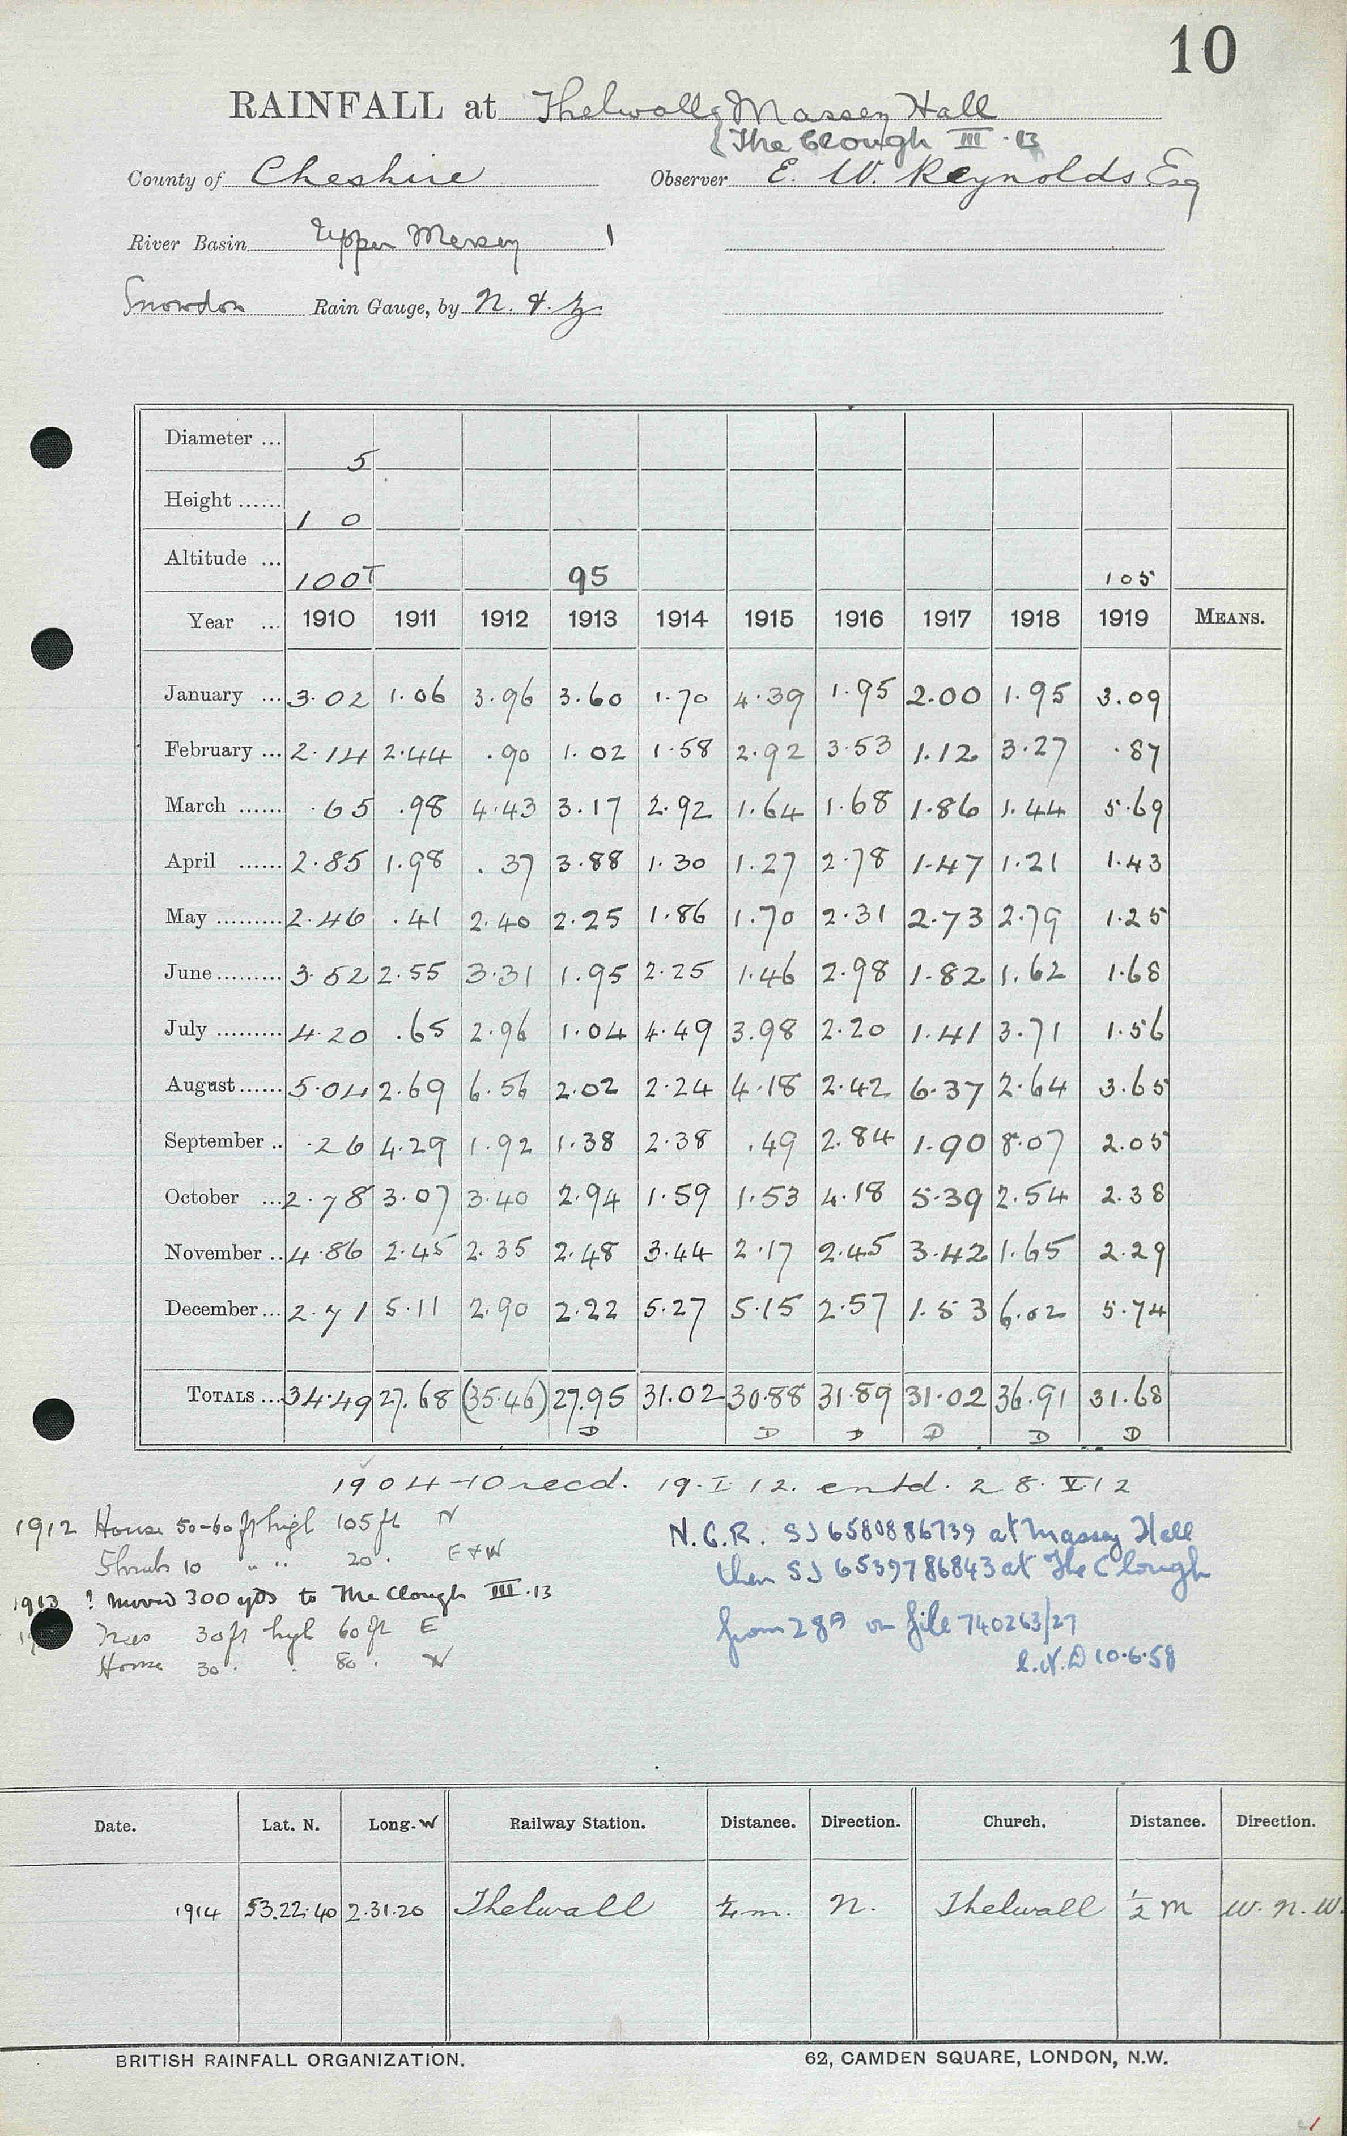 10
RAINFALL at Thelwall, Massey Hall
{The Clough III·13
County of Cheshire Observer E. W. Reynolds Esq
River Basin Upper Mersey 1
Snowdon Rain Gauge, by N. & Z.
Diameter ... 5
Height ...... 1 0
Altitude ... 100T 95 105
Year ... 1910 1911 1912 1913 1914 1915 1916 1917 1918 1919 MEANS.
January ... 3·02 1·06 3·96 3·60 1·70 4·39 1·95 2·00 1·95 3·09
February ... 2·14 2·44 ·90 1·02 1·58 2·92 3·53 1·12 3·27 ·87
March ...... ·65 ·98 4·43 3·17 2·92 1·64 1·68 1·86 1·44 5·69
April ...... 2·85 1·98 ·37 3·88 1·30 1·27 2·78 1·47 1·21 1·43
May ......... 2·46 ·41 2·40 2·25 1·86 1·70 2·31 2·73 2·79 1·25
June ......... 3·52 2·55 3·31 1·95 2·25 1·46 2·98 1·82 1·62 1·68
July ......... 4·20 ·65 2·96 1·04 4·49 3·98 2·20 1·41 3·71 1·56
August ...... 5·04 2·69 6·56 2·02 2·24 4·18 2·42 6·37 2·64 3·65
September .. ·26 4·29 1·92 1·38 2·38 ·49 2·84 1·90 8·07 2·05
October ... 2·78 3·07 3·40 2·94 1·59 1·53 4·18 5·39 2·54 2·38
November .. 4·86 2·45 2·35 2·48 3·44 2·17 2·45 3·42 1·65 2·29
December ... 2·71 5·11 2·90 2·22 5·27 5·15 2·57 1·53 6·02 5·74
TOTALS ... 34·49 27·68 (35·46) 27·95 31·02 30·88 31·89 31·02 36·91 31·68
D D D D D D
1904-10 recd. 19·I·12. entd. 28·V·12
1912 House 50-60 ft high 105 ft N
Shrubs 10 " " 20 · E & W
1913 ? Moved 300 yds to The Clough III·13
Trees 30 ft high 60 ft E
House 30 · · 80 · W
N.G.R. SJ 65808 86739 at Massey Hall
then SJ 65397 86843 at The Clough
from 28A on file 740263/27
10·6·58
Date. Lat. N. Long. W Railway Station. Distance. Direction. Church. Distance. Direction.
1914 53.22.40 2.31.20 Thelwall ¼ m. N. Thelwall ½ m W. N. W.
BRITISH RAINFALL ORGANIZATION. 62, CAMDEN SQUARE, LONDON, N.W.